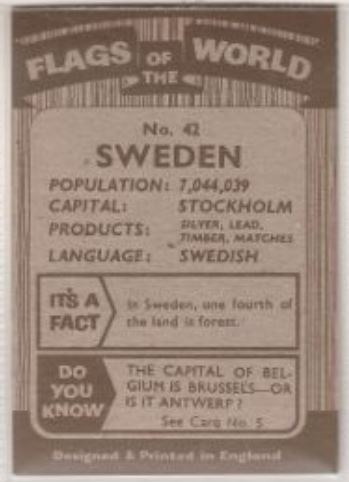 FLAGS OF THE WORLD
No. 42
SWEDEN
POPULATION: 7,044,039
CAPITAL: STOCKHOLM
PRODUCTS: SILVER, LEAD,
TIMBER, MATCHES
LANGUAGE: SWEDISH
IT'S A
FACT
In Sweden, one fourth of
the land is forest.
DO
YOU
KNOW
THE CAPITAL OF BEL-
GIUM IS BRUSSELS—OR
IS IT ANTWERP?
See Card No. 5
Designed & Printed in England